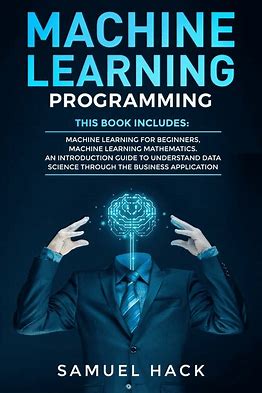 MACHINE
LEARNING
PROGRAMMING
THIS BOOK INCLUDES:
MACHINE LEARNING FOR BEGINNERS,
MACHINE LEARNING MATHEMATICS.
AN INTRODUCTION GUIDE TO UNDERSTAND DATA
SCIENCE THROUGH THE BUSINESS APPLICATION
SAMUEL HACK